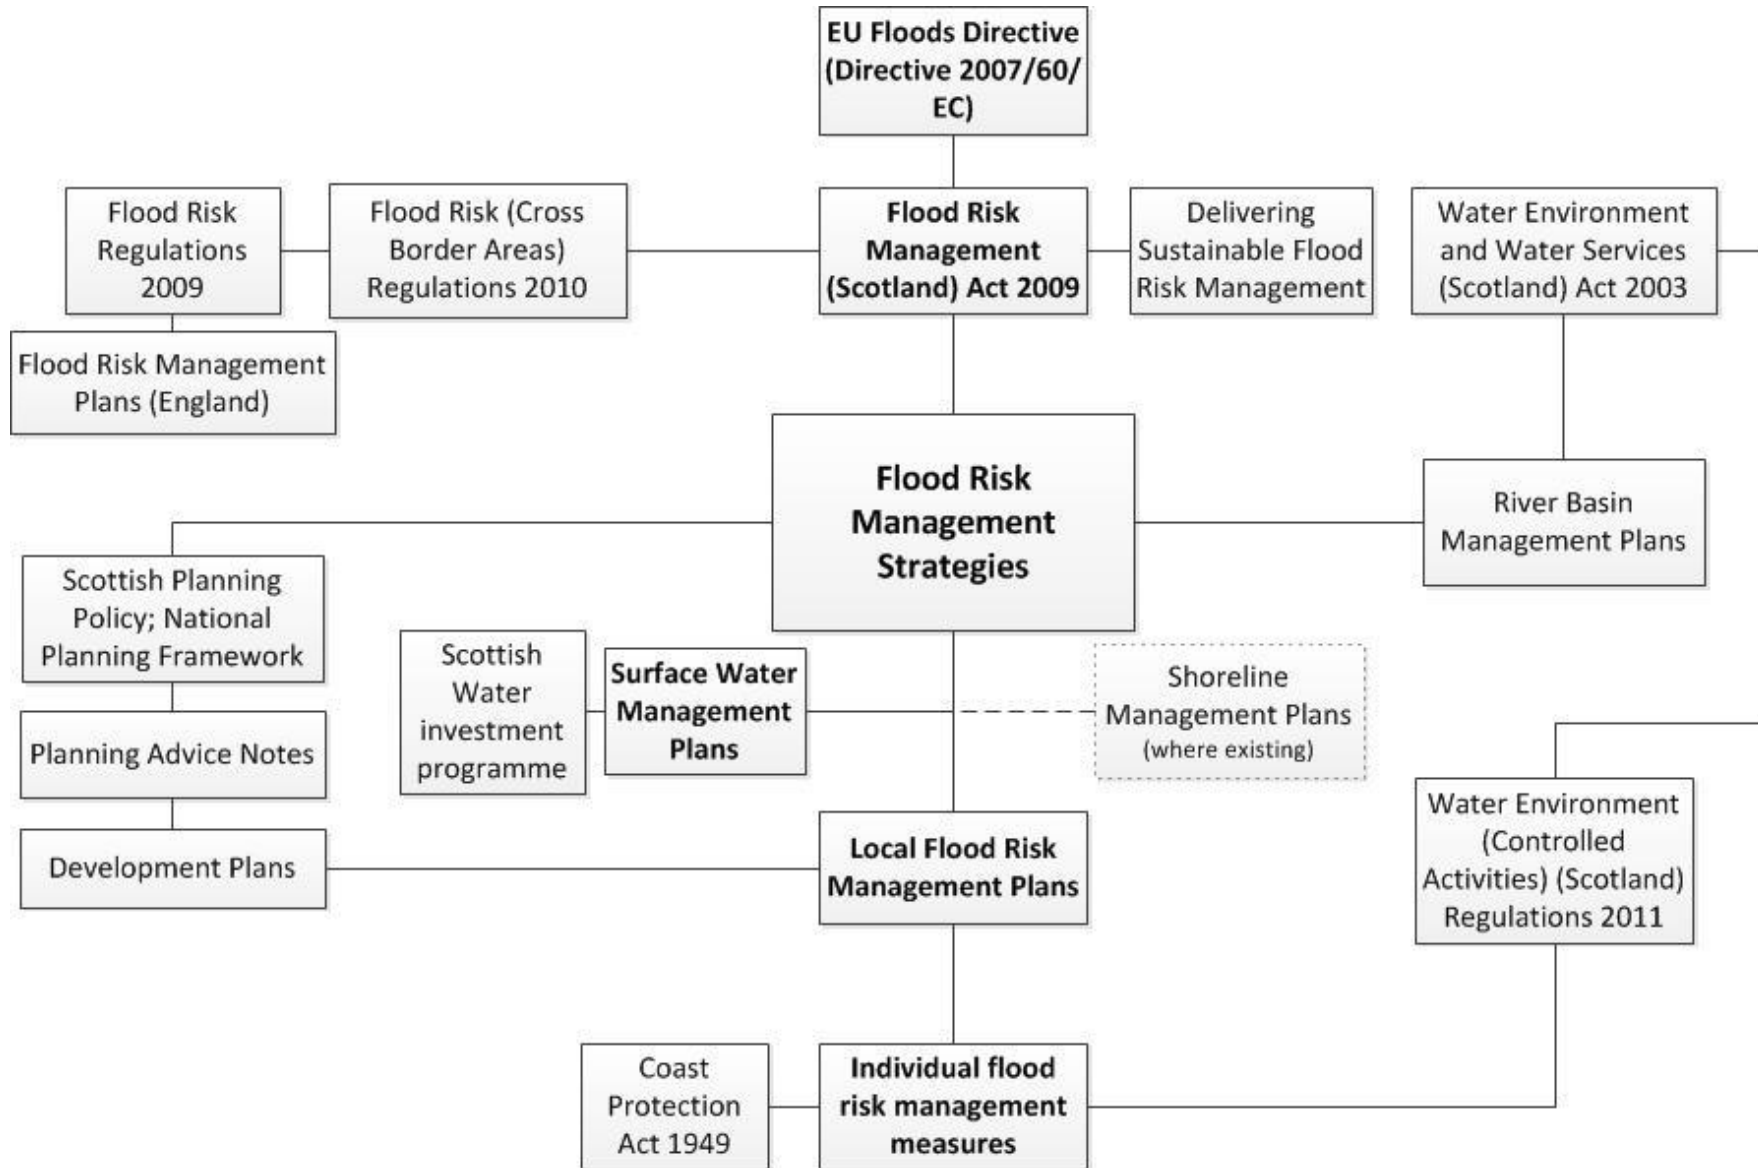 EU Floods Directive
(Directive 2007/60/
EC)
Flood Risk
Regulations
2009
Flood Risk (Cross
Border Areas)
Regulations 2010
Flood Risk
Management
(Scotland) Act 2009
Delivering
Sustainable Flood
Risk Management
Water Environment
and Water Services
(Scotland) Act 2003
Flood Risk Management
Plans (England)
Flood Risk
Management
Strategies
River Basin
Management Plans
Scottish Planning
Policy; National
Planning Framework
Scottish
Water
investment
programme
Surface Water
Management
Plans
Shoreline
Management Plans
(where existing)
Planning Advice Notes
Development Plans
Local Flood Risk
Management Plans
Water Environment
(Controlled
Activities) (Scotland)
Regulations 2011
Coast
Protection
Act 1949
Individual flood
risk management
measures